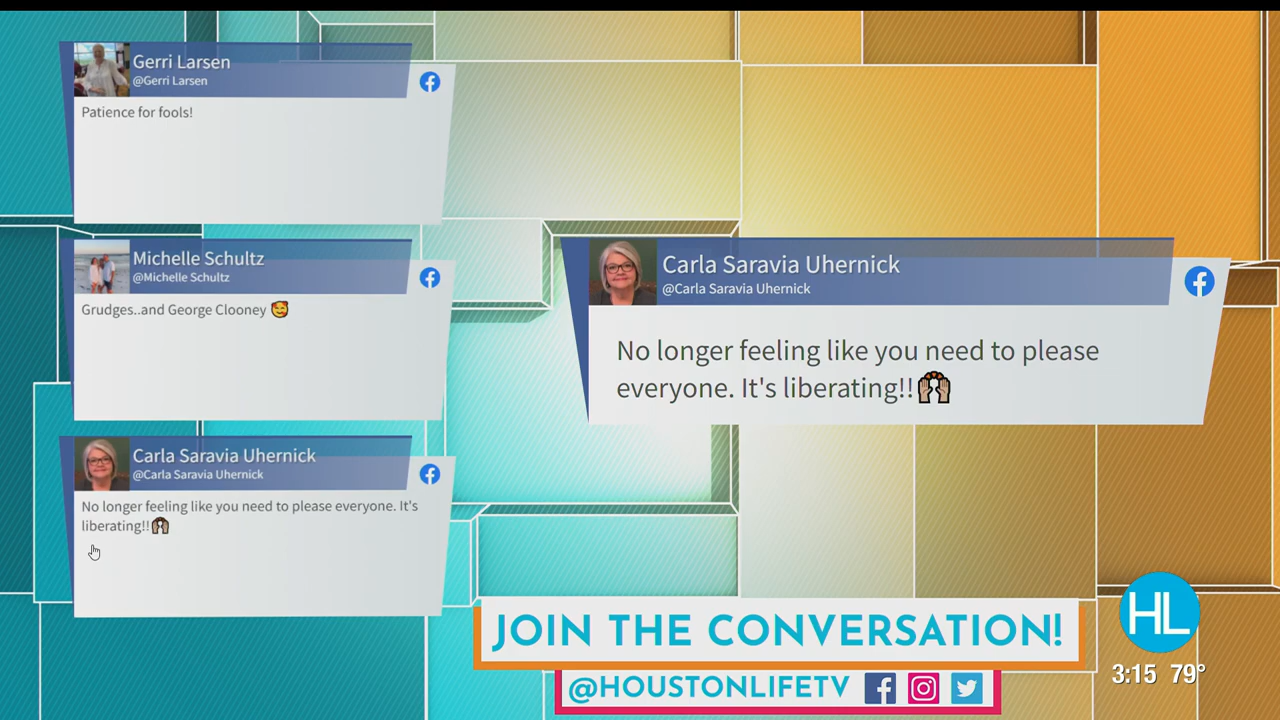 Gerri Larsen
@Gerri Larsen
Patience for fools!
Michelle Schultz
@Michelle Schultz
Grudges..and George Clooney 🥰
Carla Saravia Uhernick
@Carla Saravia Uhernick
No longer feeling like you need to please everyone. It's
liberating!!
Carla Saravia Uhernick
@Carla Saravia Uhernick
No longer feeling like you need to please
everyone. It's liberating!!
JOIN THE CONVERSATION!
@HOUSTONLIFETV
HL
3:15 79°